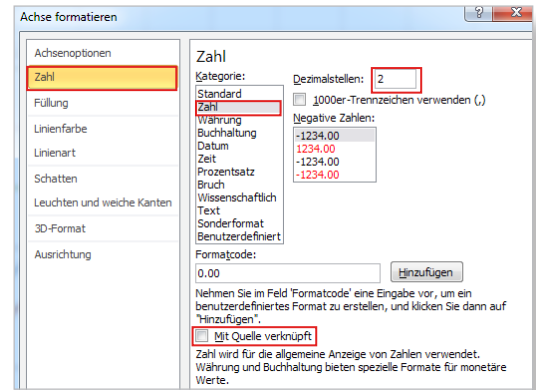 Achse formatieren
Achsenoptionen
Zahl
Füllung
Linienfarbe
Linienart
Schatten
Leuchten und weiche Kanten
3D-Format
Ausrichtung
Zahl
Kategorie:
Standard
Zahl
Währung
Buchhaltung
Datum
Zeit
Prozentsatz
Bruch
Wissenschaftlich
Text
Sonderformat
Benutzerdefiniert
Dezimalstellen: 2
1000er-Trennzeichen verwenden (,)
Negative Zahlen:
-1234.00
1234.00
-1234.00
-1234.00
Formatcode:
0.00 Hinzufügen
Nehmen Sie im Feld 'Formatcode' eine Eingabe vor, um ein
benutzerdefiniertes Format zu erstellen, und klicken Sie dann auf
"Hinzufügen".
Mit Quelle verknüpft
Zahl wird für die allgemeine Anzeige von Zahlen verwendet.
Währung und Buchhaltung bieten spezielle Formate für monetäre
Werte.